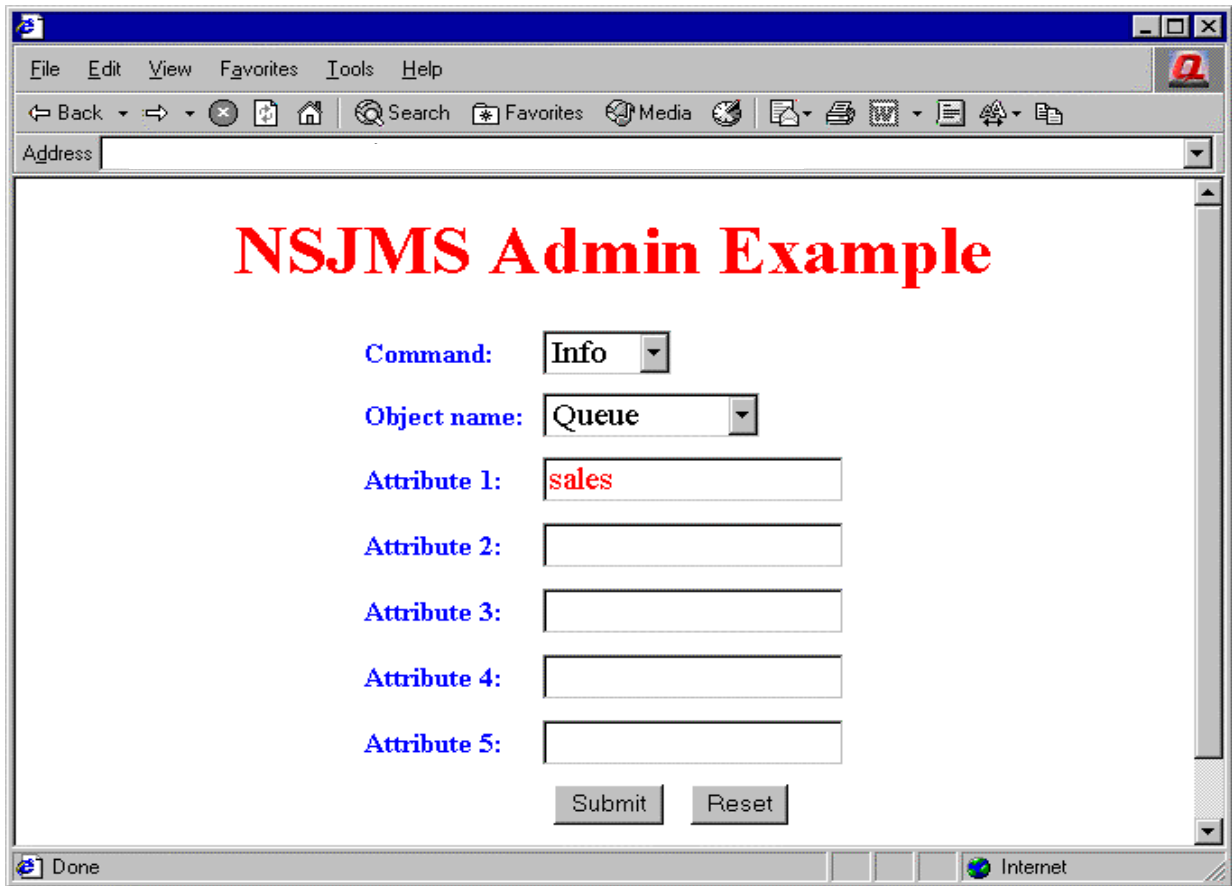 File Edit View Favorites Tools Help
Back Search Favorites Media
Address
NSJMS Admin Example
Command: Info
Object name: Queue
Attribute 1: sales
Attribute 2:
Attribute 3:
Attribute 4:
Attribute 5:
Submit Reset
Done Internet